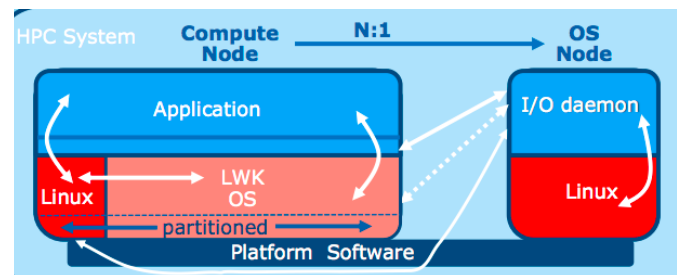 HPC System
Compute
Node
N:1
OS
Node
Application
I/O daemon
Linux
LWK
OS
Linux
partitioned
Platform Software